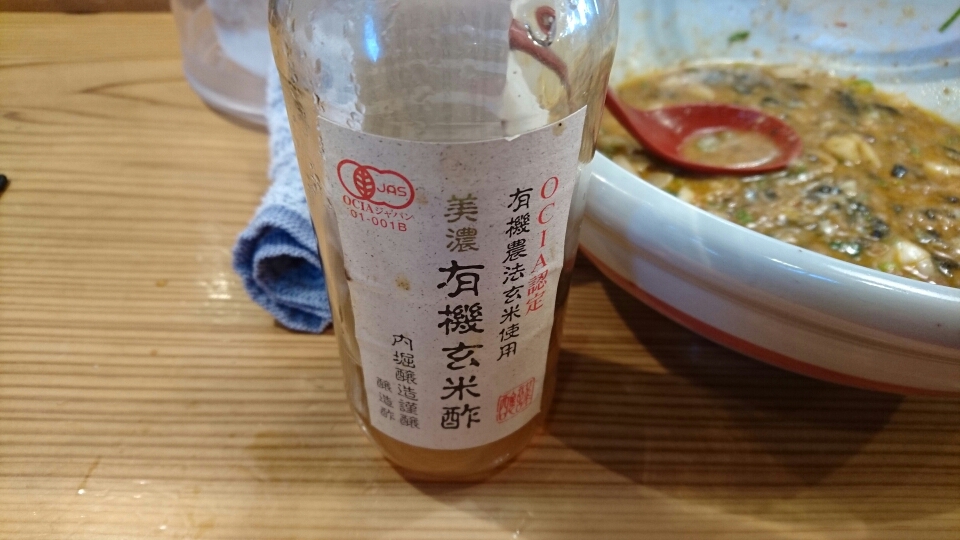 JAS
OCIAジャパン
01-001B
OCIA認定
有機農法玄米使用
美濃
有機玄米酢
内堀醸造謹醸
醸造酢